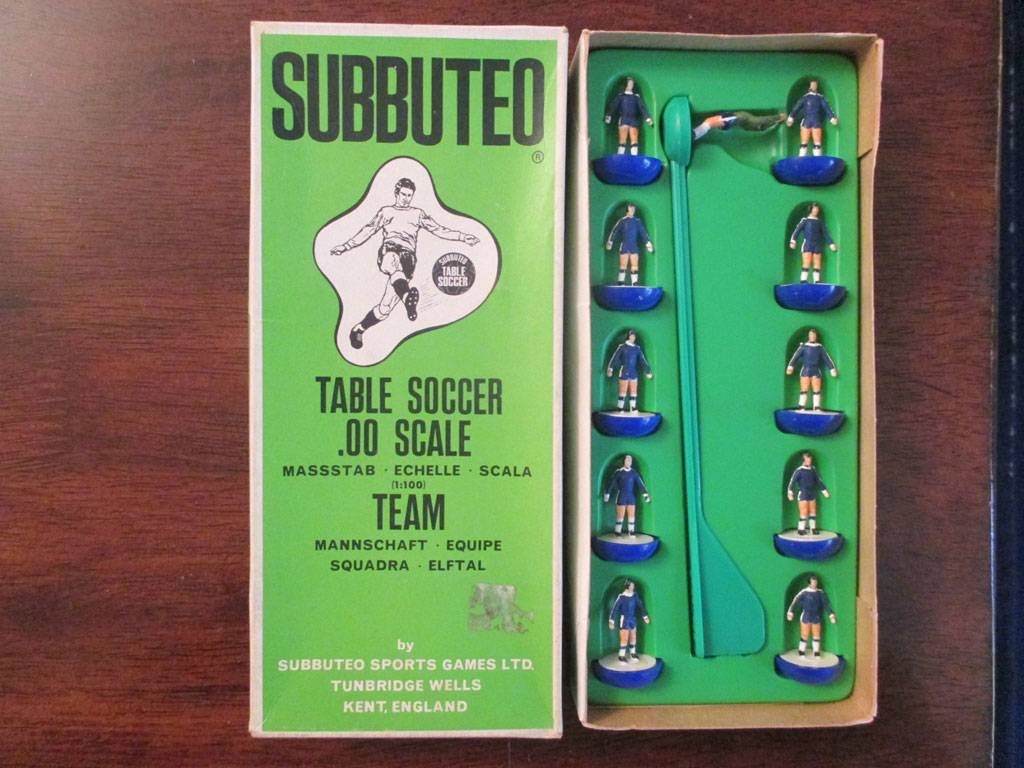 SUBBUTEO
®
SUBBUTEO
TABLE
SOCCER
TABLE SOCCER
.00 SCALE
MASSSTAB · ECHELLE · SCALA
(1:100)
TEAM
MANNSCHAFT · EQUIPE
SQUADRA · ELFTAL
by
SUBBUTEO SPORTS GAMES LTD.
TUNBRIDGE WELLS
KENT, ENGLAND